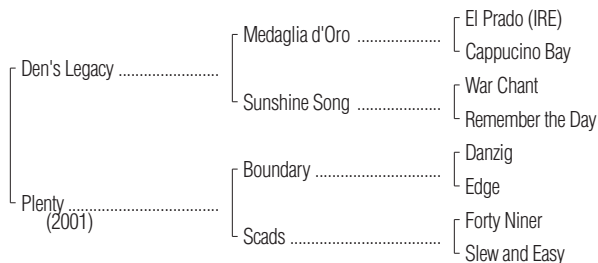 El Prado (IRE)
Medaglia d'Oro ....................
Cappucino Bay
Den's Legacy ........................
War Chant
Sunshine Song ....................
Remember the Day
Danzig
Boundary ..............................
Edge
Plenty ....................................
(2001)
Forty Niner
Scads ....................................
Slew and Easy